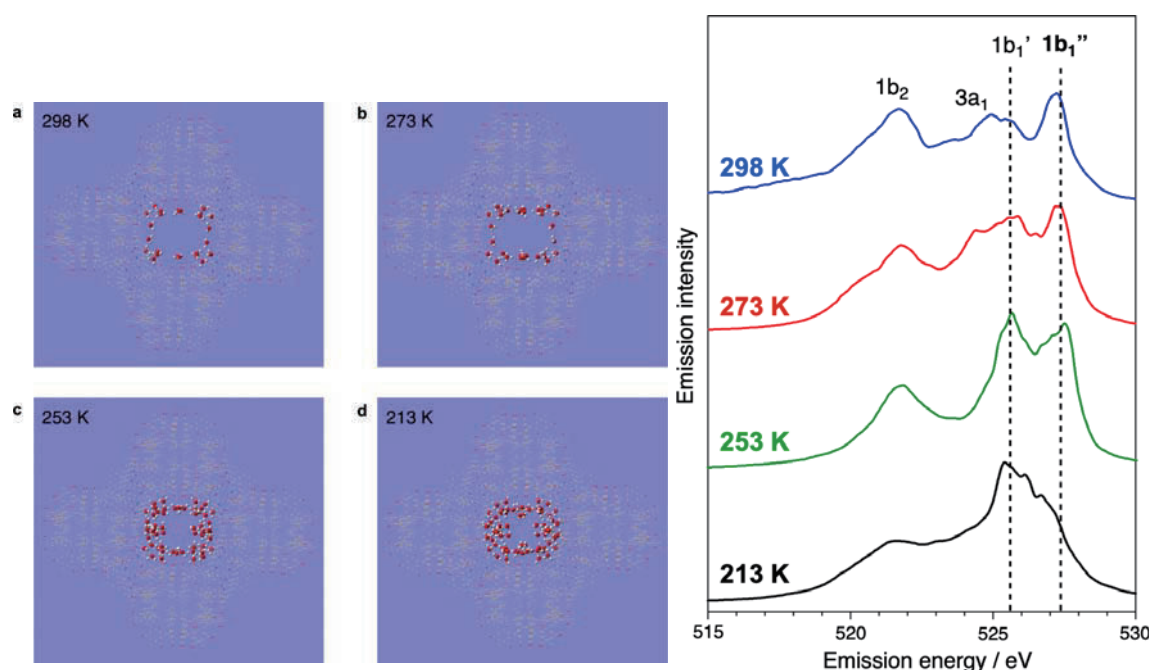 a 298 K
b 273 K
c 253 K
d 213 K
1b₁' 1b₁"
1b₂ 3a₁
298 K
273 K
253 K
213 K
Emission intensity
515 520 525 530
Emission energy / eV